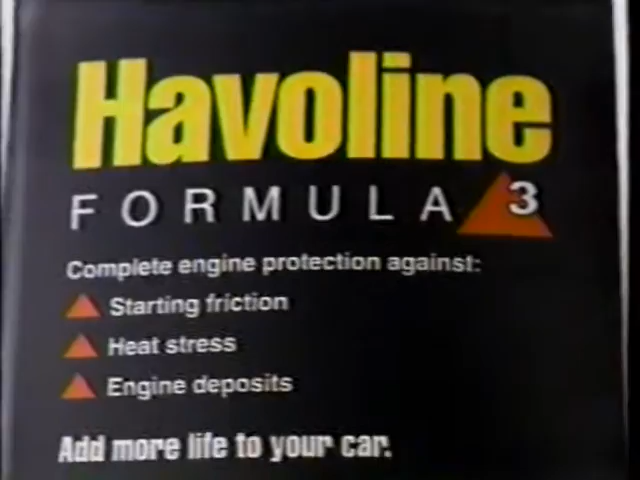 Havoline
FORMULA 3
Complete engine protection against:
Starting friction
Heat stress
Engine deposits
Add more life to your car.